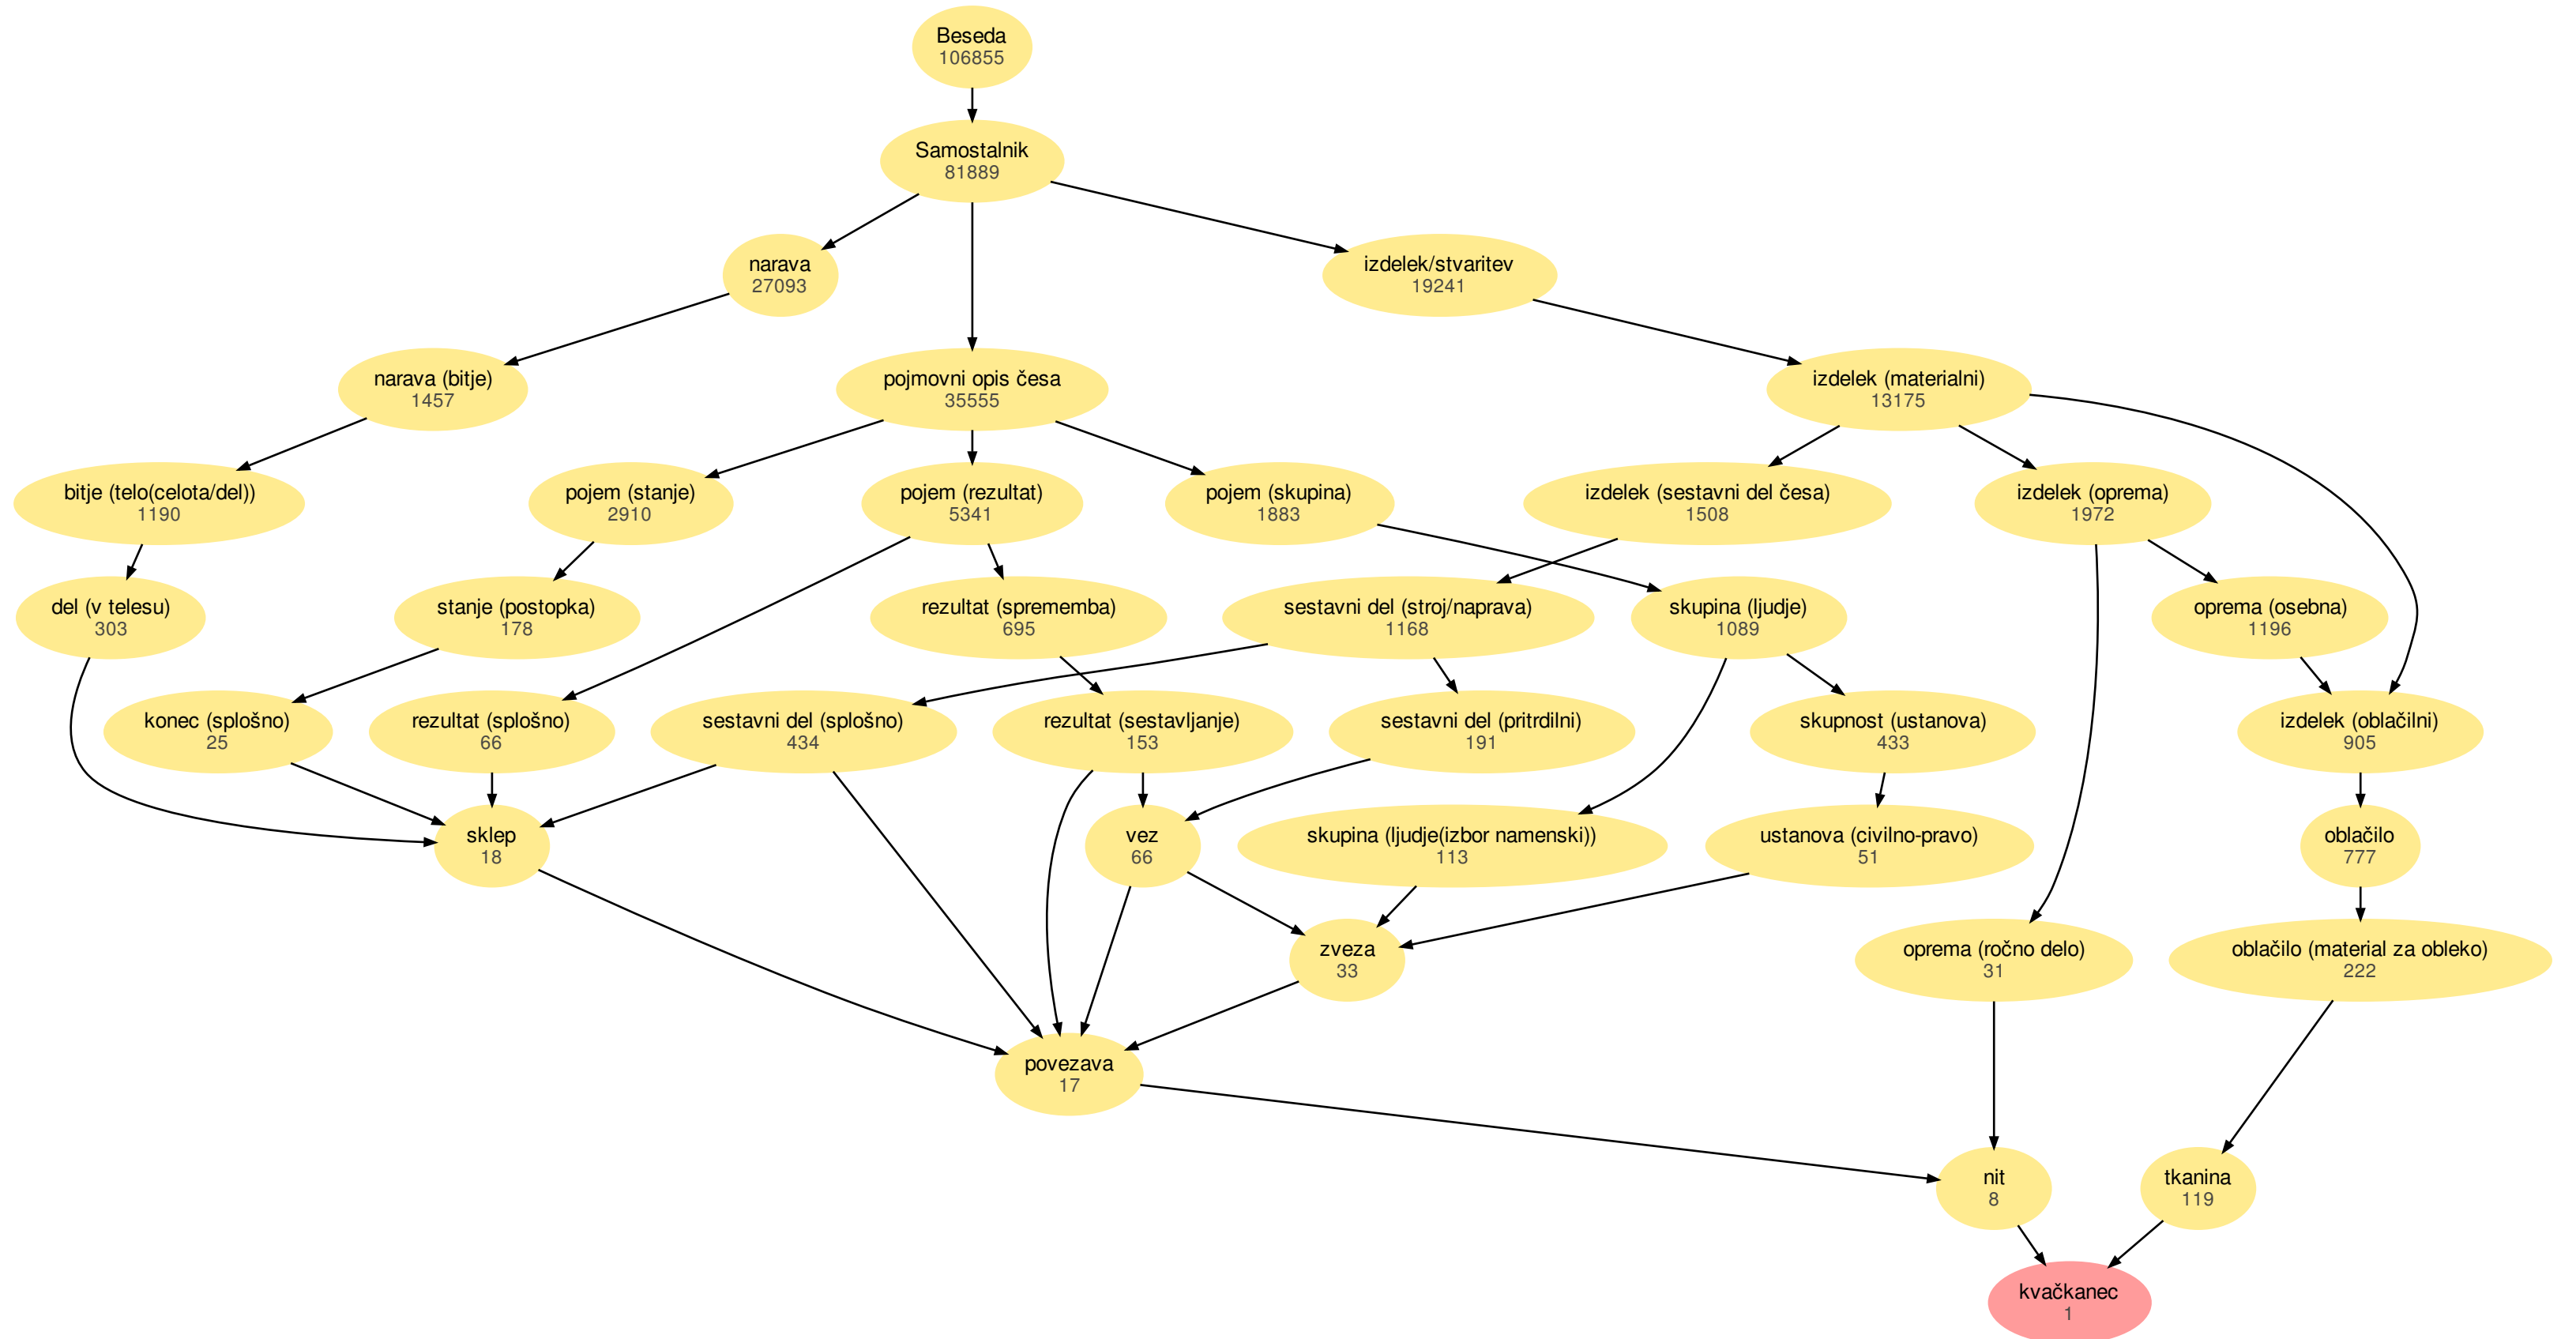 Beseda
106855
Samostalnik
81889
narava
27093
izdelek/stvaritev
19241
narava (bitje)
1457
pojmovni opis česa
35555
izdelek (materialni)
13175
bitje (telo(celota/del))
1190
pojem (stanje)
2910
pojem (rezultat)
5341
pojem (skupina)
1883
izdelek (sestavni del česa)
1508
izdelek (oprema)
1972
del (v telesu)
303
stanje (postopka)
178
rezultat (sprememba)
695
sestavni del (stroj/naprava)
1168
skupina (ljudje)
1089
oprema (osebna)
1196
konec (splošno)
25
rezultat (splošno)
66
sestavni del (splošno)
434
rezultat (sestavljanje)
153
sestavni del (pritrdilni)
191
skupnost (ustanova)
433
izdelek (oblačilni)
905
sklep
18
vez
66
skupina (ljudje(izbor namenski))
113
ustanova (civilno-pravo)
51
oblačilo
777
zveza
33
oprema (ročno delo)
31
oblačilo (material za obleko)
222
povezava
17
nit
8
tkanina
119
kvačkanec
1